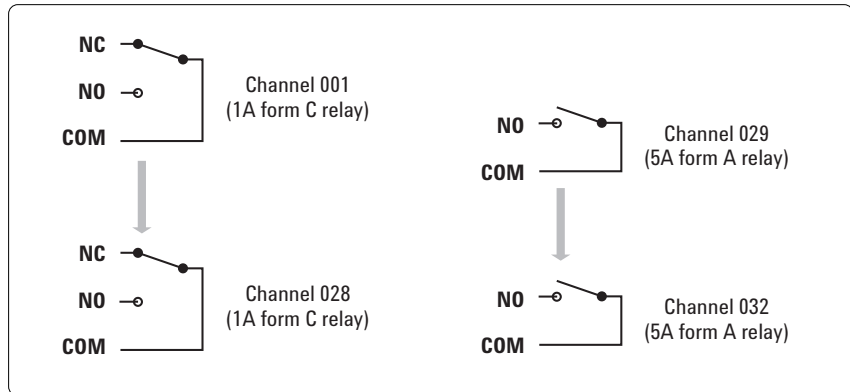 NC
NO
COM
Channel 001
(1A form C relay)
NC
NO
COM
Channel 028
(1A form C relay)
NO
COM
Channel 029
(5A form A relay)
NO
COM
Channel 032
(5A form A relay)